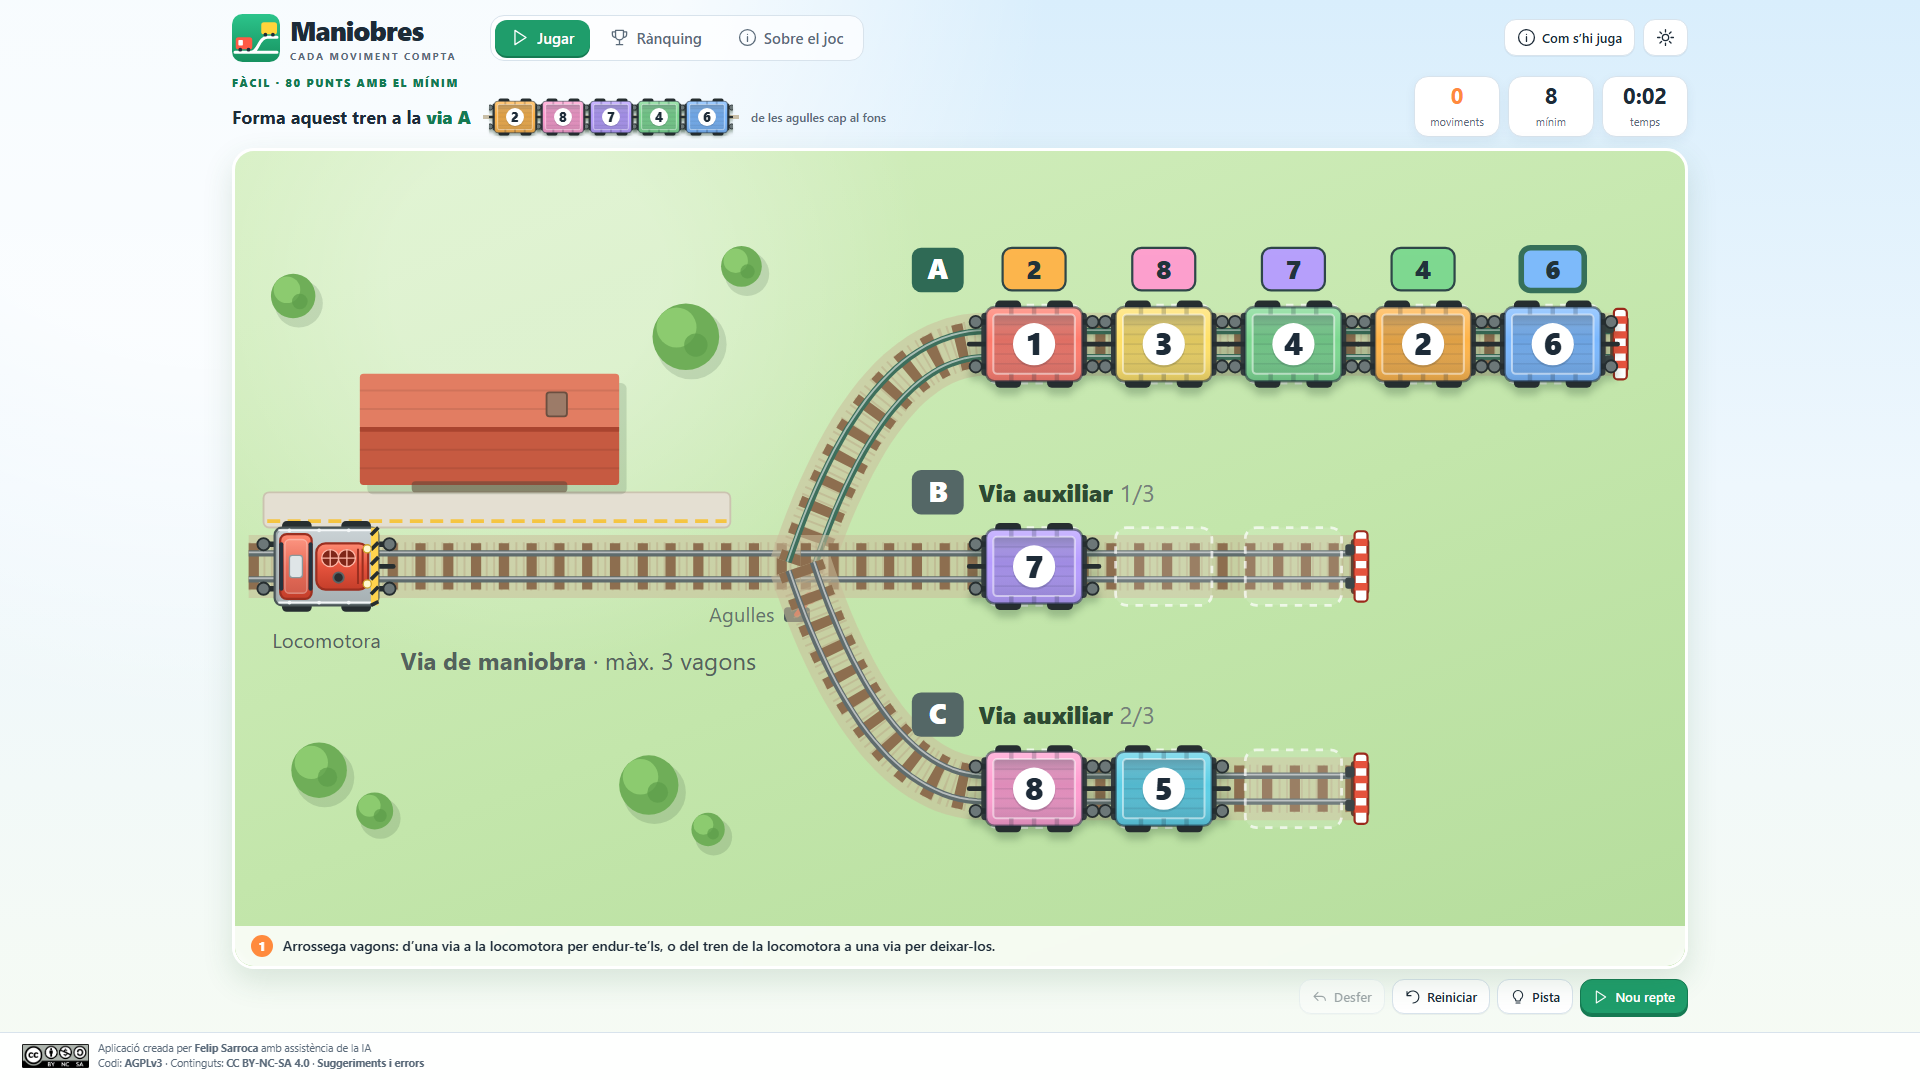 Maniobres
CADA MOVIMENT COMPTA
Jugar
Rànquing
Sobre el joc
Com s'hi juga
FÀCIL · 80 PUNTS AMB EL MÍNIM
Forma aquest tren a la via A
2 8 7 4 6
de les agulles cap al fons
0
moviments
8
mínim
0:02
temps
A 2 8 7 4 6
1 3 4 2 6
B Via auxiliar 1/3
7
Agulles
Locomotora
Via de maniobra · màx. 3 vagons
C Via auxiliar 2/3
8 5
1 Arrossega vagons: d'una via a la locomotora per endur-te'ls, o del tren de la locomotora a una via per deixar-los.
Desfer
Reiniciar
Pista
Nou repte
cc BY NC SA
Aplicació creada per Felip Sarroca amb assistència de la IA
Codi: AGPLv3 · Continguts: CC BY-NC-SA 4.0 · Suggeriments i errors